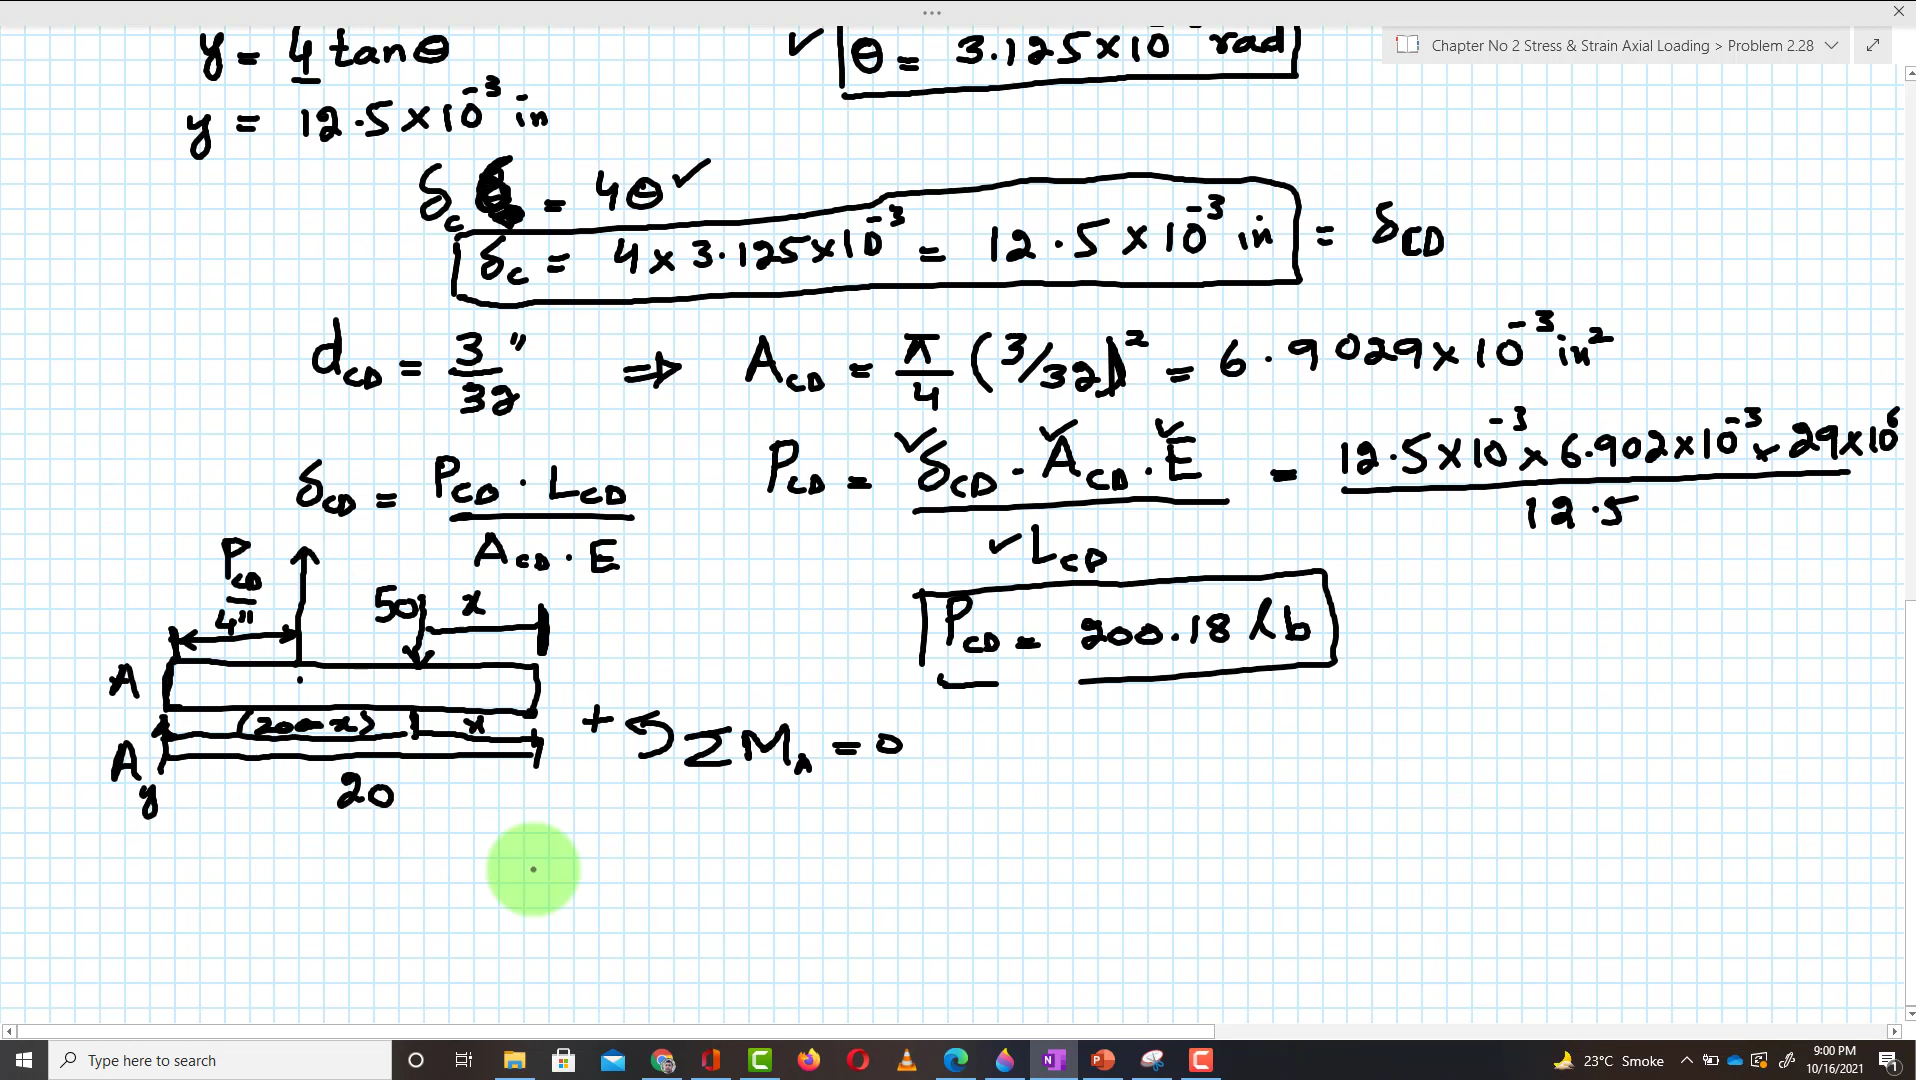 Chapter No 2 Stress & Strain Axial Loading > Problem 2.28
y = 4 tanθ
θ = 3.125×10 rad
y = 12.5×10⁻³ in
δc = 4θ
δc = 4×3.125×10⁻³ = 12.5×10⁻³ in = δCD
dCD = 3/32" ⇒ ACD = π/4 (3/32)² = 6.9029×10⁻³ in²
δCD = PCD · LCD / ACD · E
PCD = δCD · ACD · E / LCD = 12.5×10⁻³ × 6.902×10⁻³ × 29×10⁶ / 12.5
PCD
4"
50
x
PCD = 200.18 lb
A
(20-x) x
Ay
20
+ ΣMA = 0
Type here to search
23°C Smoke
9:00 PM
10/16/2021
1